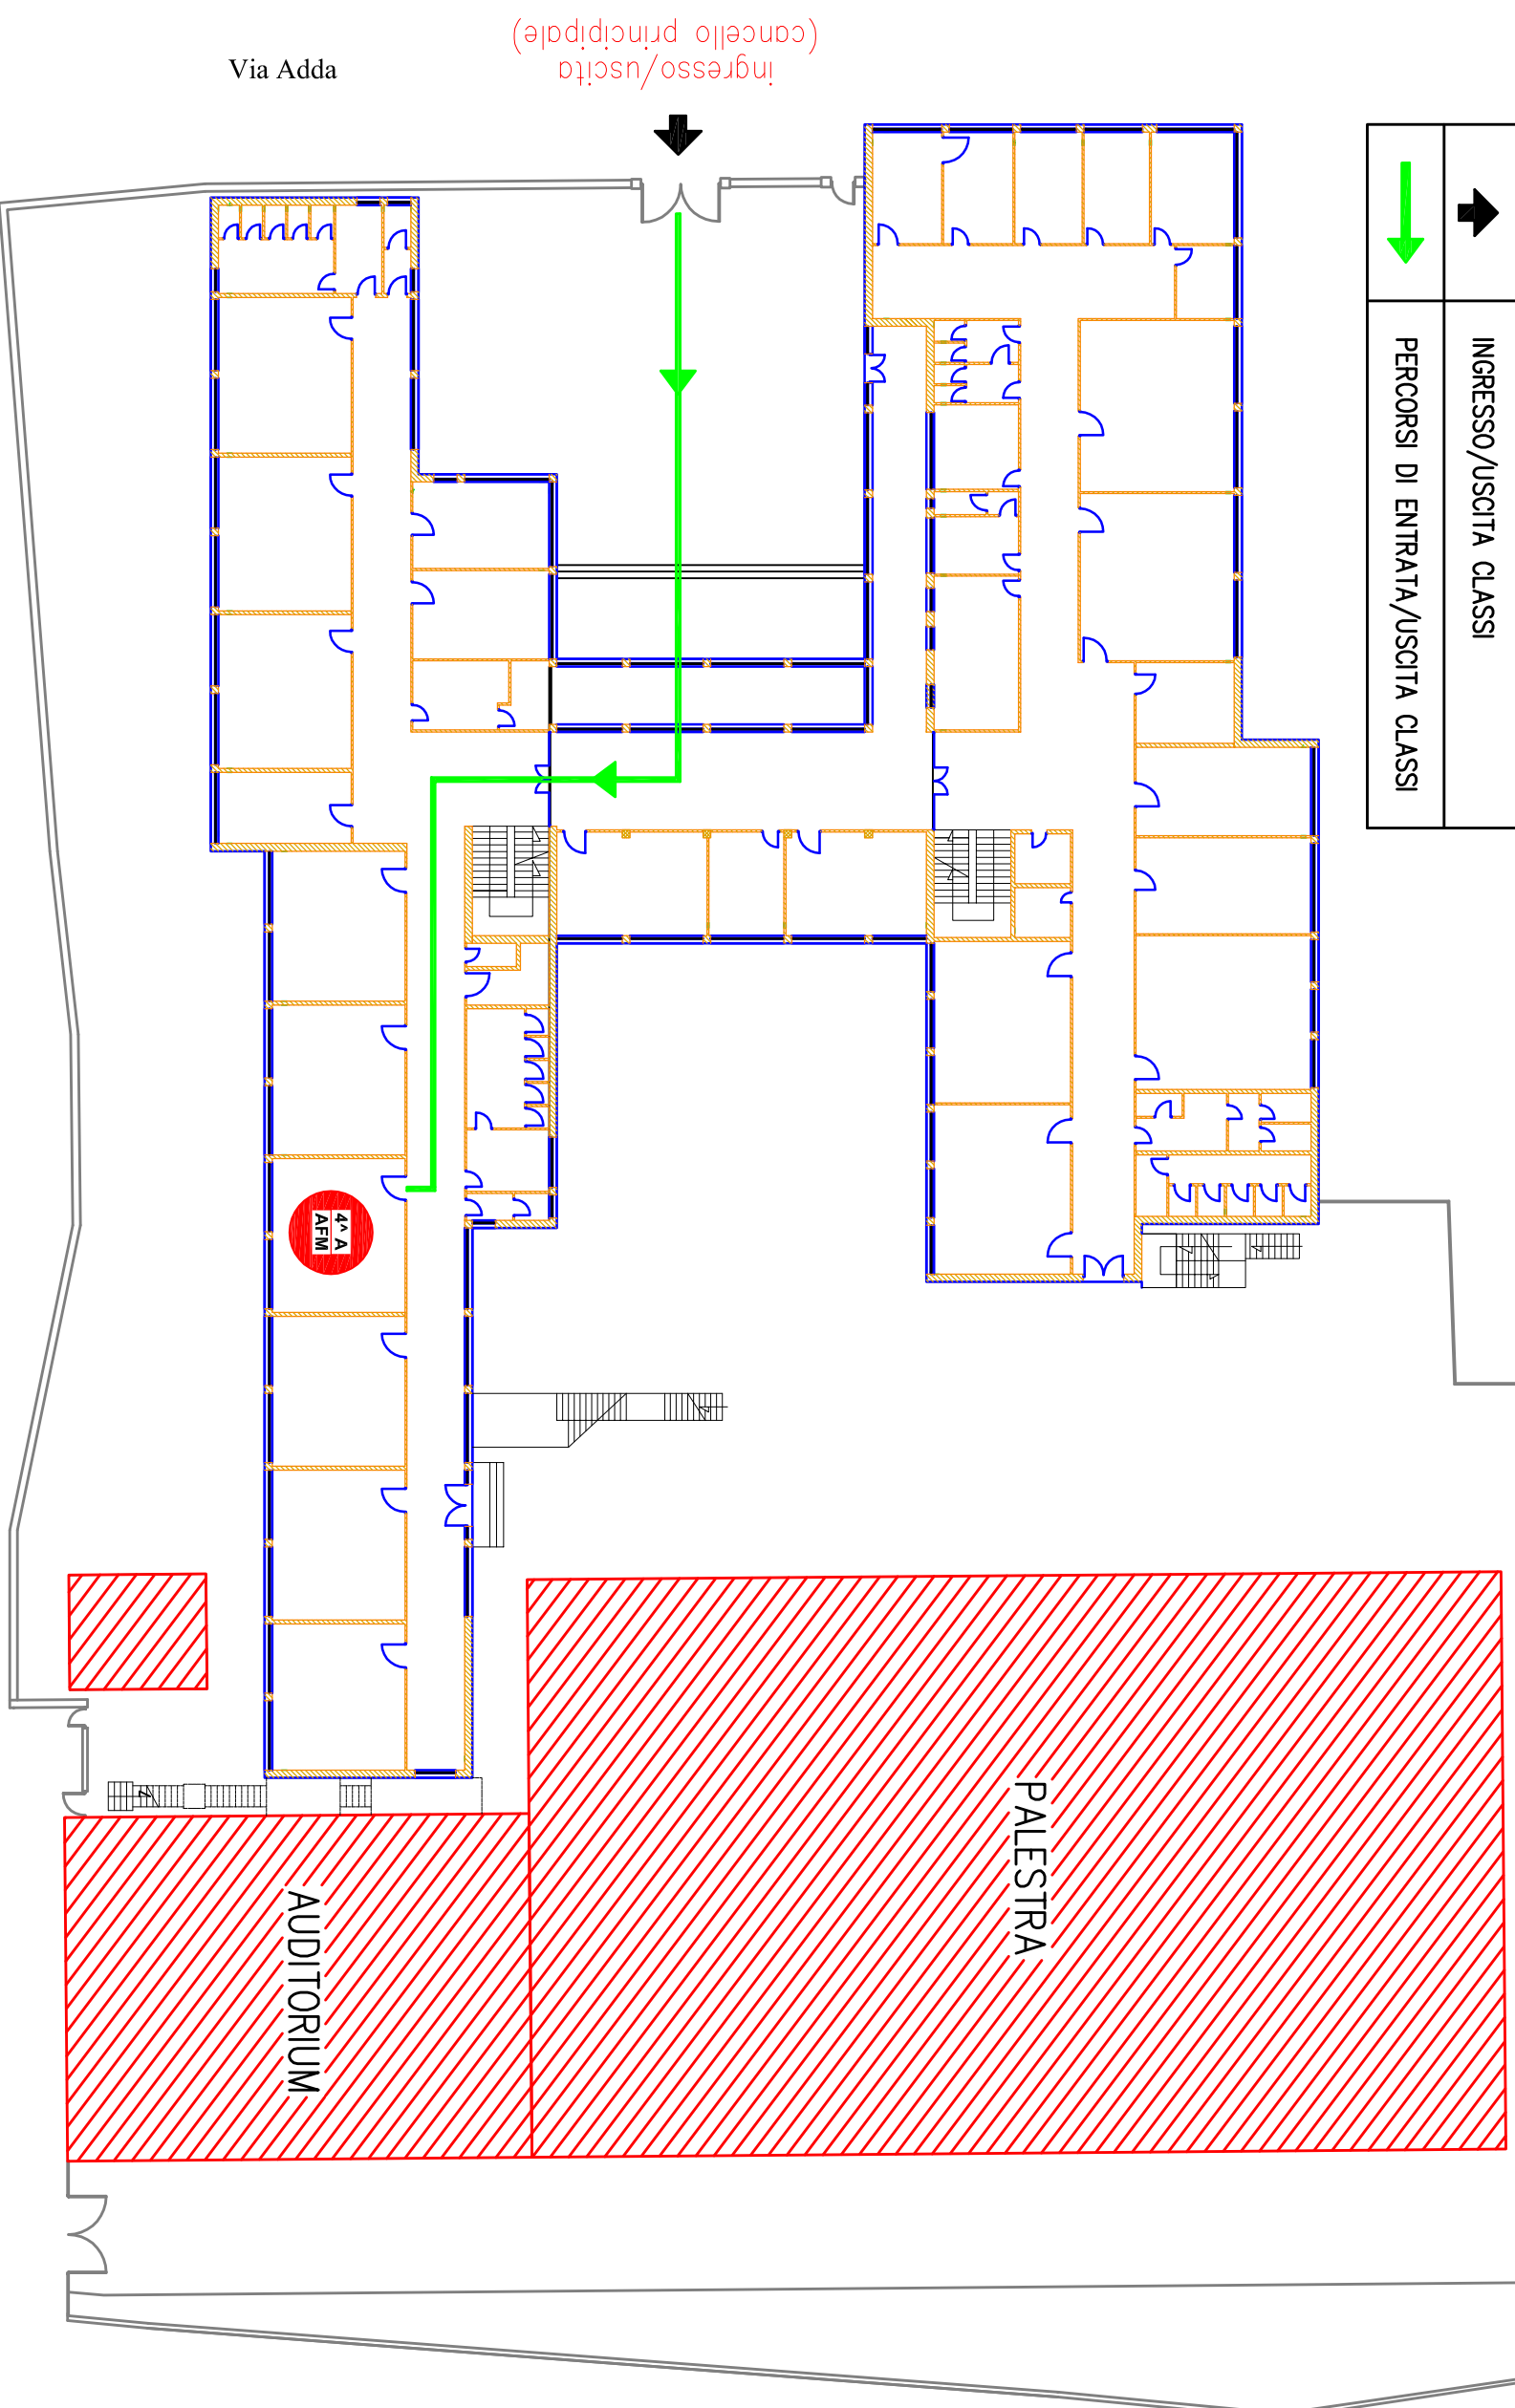 Via Adda
ingresso/uscita
(cancello principale)
INGRESSO/USCITA CLASSI
PERCORSI DI ENTRATA/USCITA CLASSI
4^ A
AFM
PALESTRA
AUDITORIUM